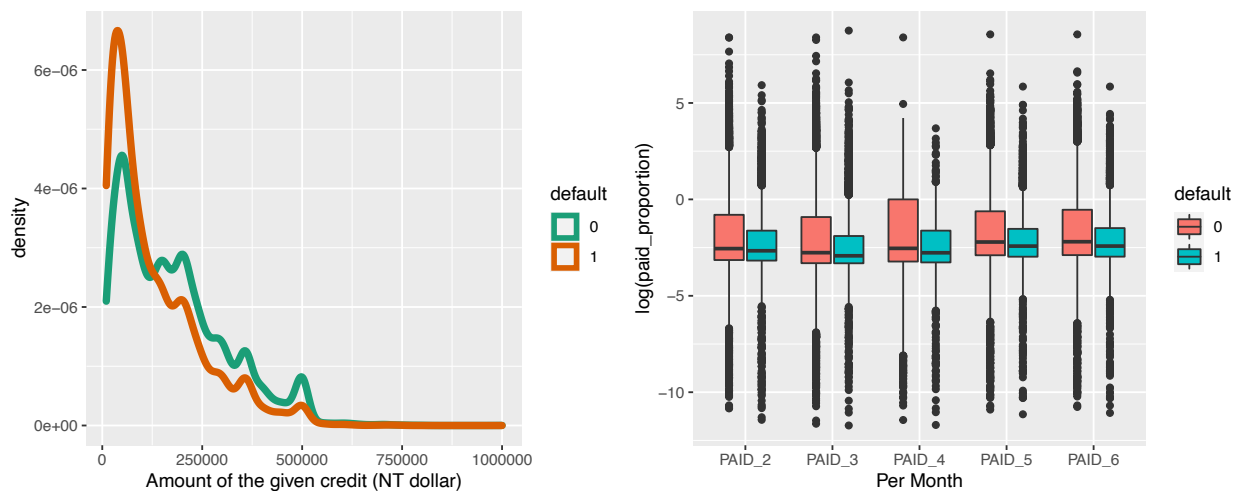 6e−06
4e−06
2e−06
0e+00
density
0
250000
500000
750000
1000000
Amount of the given credit (NT dollar)
default
0
1
5
0
−5
−10
log(paid_proportion)
PAID_2
PAID_3
PAID_4
PAID_5
PAID_6
Per Month
default
0
1